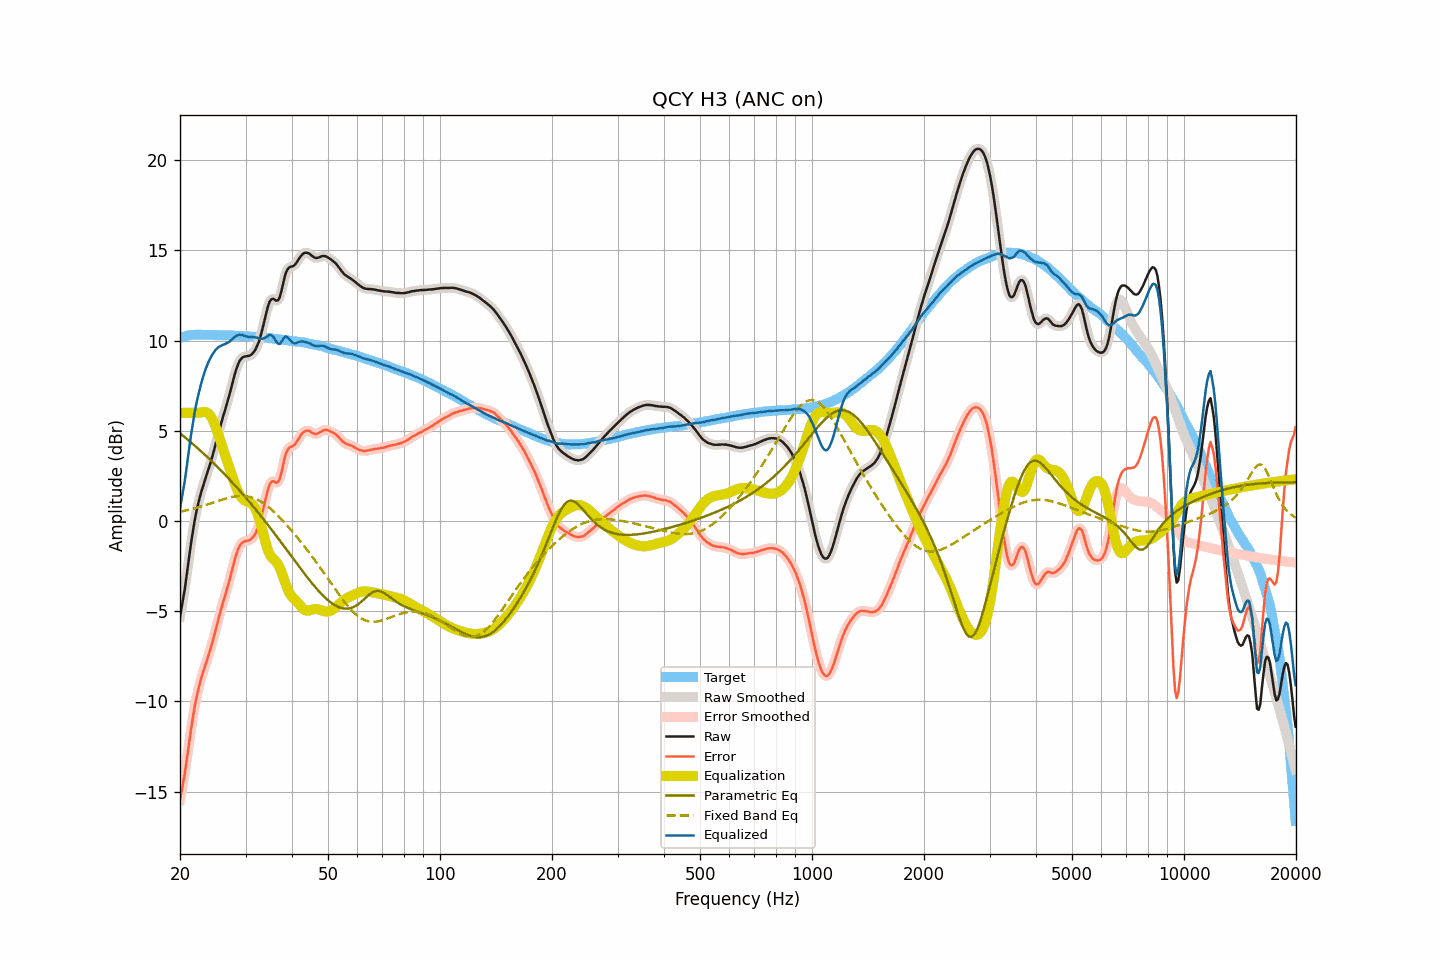 QCY H3 (ANC on)
Amplitude (dBr)
20
15
10
5
0
−5
−10
−15
Target
Raw Smoothed
Error Smoothed
Raw
Error
Equalization
Parametric Eq
Fixed Band Eq
Equalized
20 50 100 200 500 1000 2000 5000 10000 20000
Frequency (Hz)